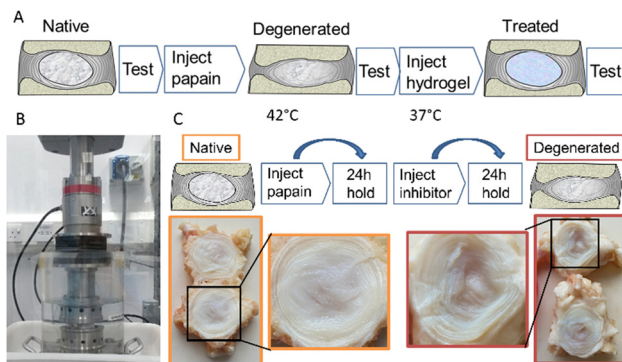 A
Native
Degenerated
Treated
Test
Inject
papain
Test
Inject
hydrogel
Test
B
C
42°C
37°C
Native
Degenerated
Inject
papain
24h
hold
Inject
inhibitor
24h
hold